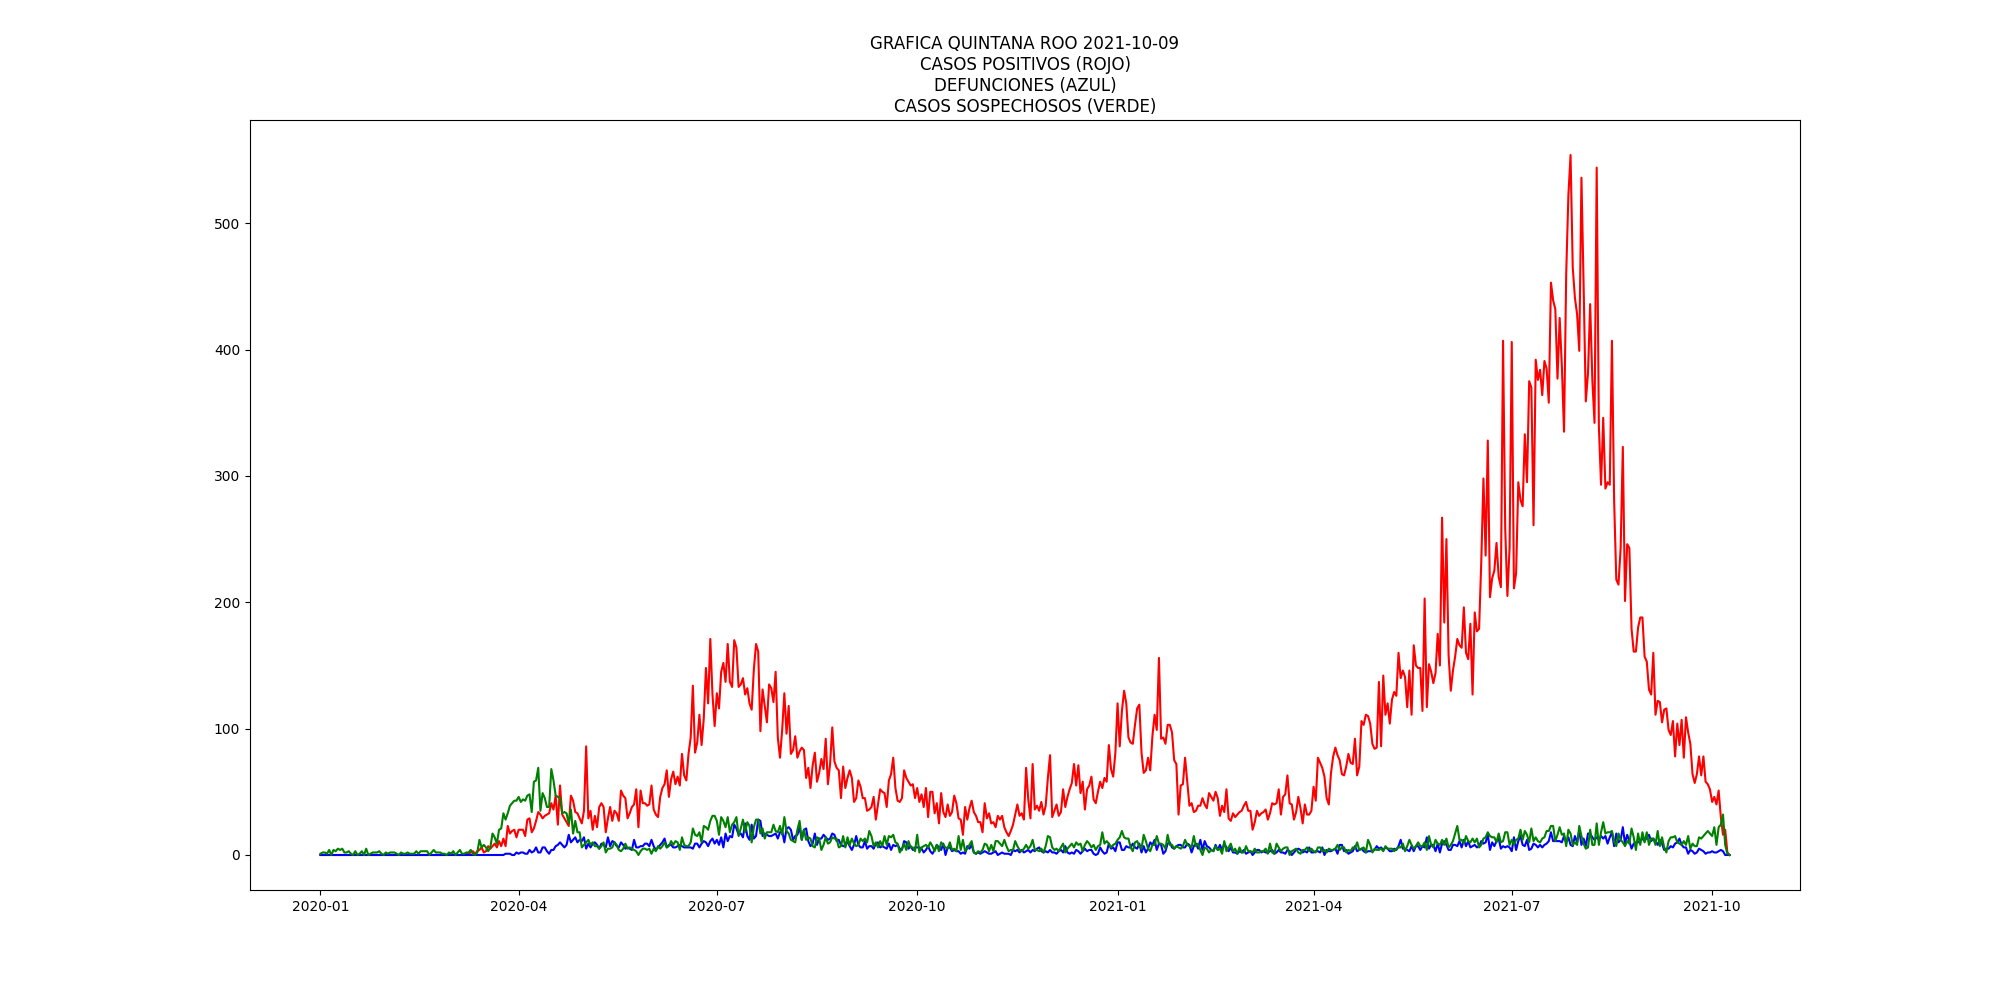 GRAFICA QUINTANA ROO 2021-10-09
CASOS POSITIVOS (ROJO)
DEFUNCIONES (AZUL)
CASOS SOSPECHOSOS (VERDE)
500
400
300
200
100
0
2020-01 2020-04 2020-07 2020-10 2021-01 2021-04 2021-07 2021-10